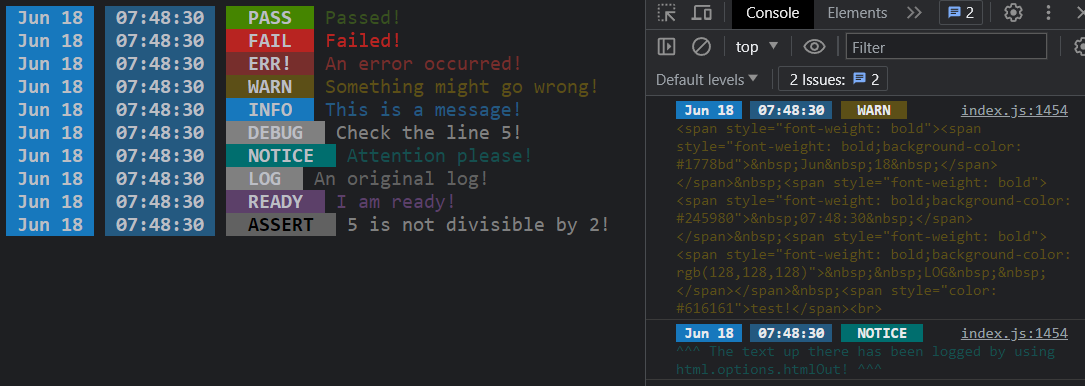 Jun 18 07:48:30 PASS Passed!
Jun 18 07:48:30 FAIL Failed!
Jun 18 07:48:30 ERR! An error occurred!
Jun 18 07:48:30 WARN Something might go wrong!
Jun 18 07:48:30 INFO This is a message!
Jun 18 07:48:30 DEBUG Check the line 5!
Jun 18 07:48:30 NOTICE Attention please!
Jun 18 07:48:30 LOG An original log!
Jun 18 07:48:30 READY I am ready!
Jun 18 07:48:30 ASSERT 5 is not divisible by 2!
Console Elements 2
top Filter
Default levels 2 Issues: 2
Jun 18 07:48:30 WARN index.js:1454
<span style="font-weight: bold"><span
style="font-weight: bold;background-color:
#1778bd">&nbsp;Jun&nbsp;18&nbsp;</span>
</span>&nbsp;<span style="font-weight: bold">
<span style="font-weight: bold;background-color:
#245980">&nbsp;07:48:30&nbsp;</span>
</span>&nbsp;<span style="font-weight: bold">
<span style="font-weight: bold;background-color:
rgb(128,128,128)">&nbsp;&nbsp;LOG&nbsp;&nbsp;
</span></span>&nbsp;<span style="color:
#616161">test!</span><br>
Jun 18 07:48:30 NOTICE index.js:1454
^^^ The text up there has been logged by using
html.options.htmlOut! ^^^